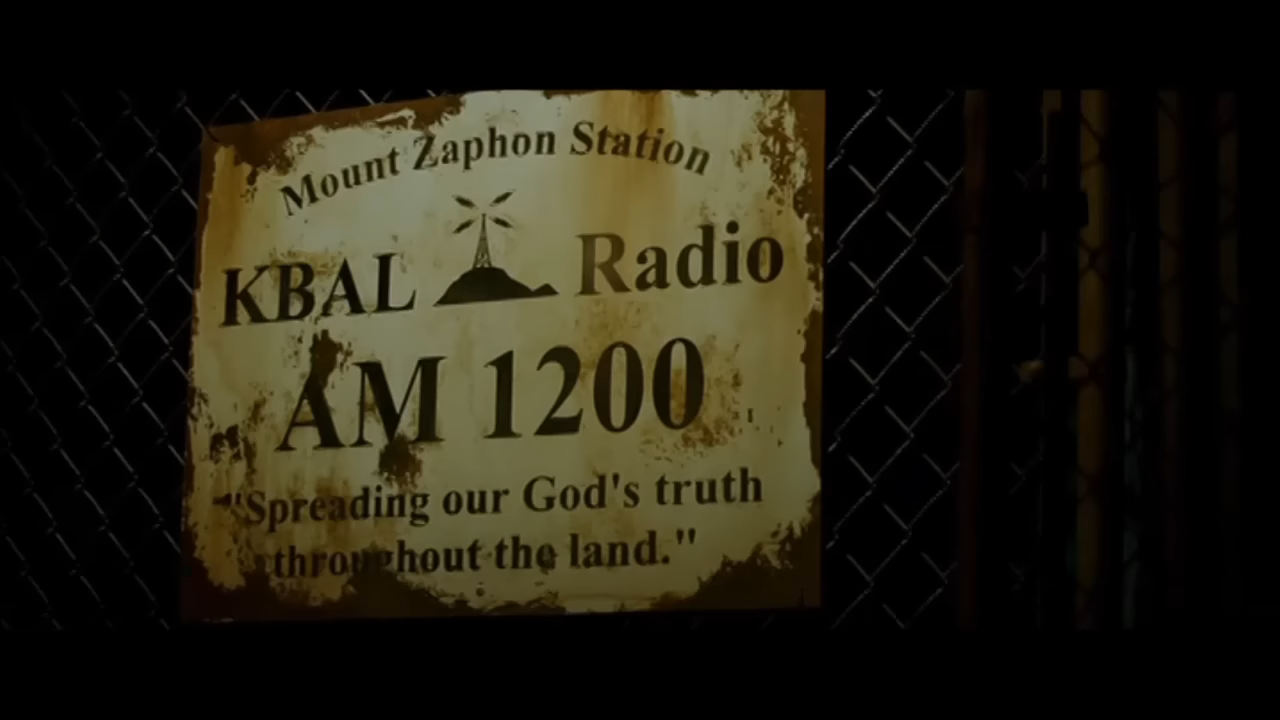 Mount Zaphon Station
KBAL Radio
AM 1200
"Spreading our God's truth
throughout the land."